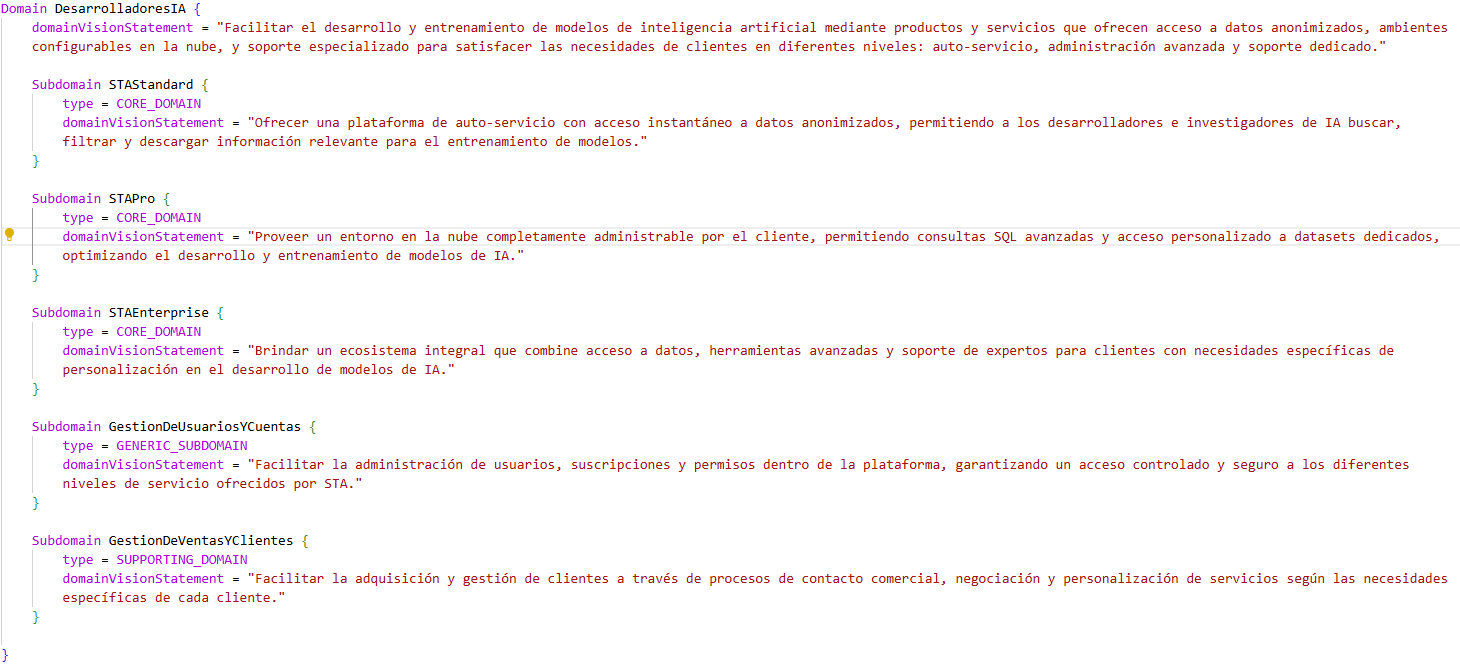 Domain DesarrolladoresIA {
domainVisionStatement = "Facilitar el desarrollo y entrenamiento de modelos de inteligencia artificial mediante productos y servicios que ofrecen acceso a datos anonimizados, ambientes
configurables en la nube, y soporte especializado para satisfacer las necesidades de clientes en diferentes niveles: auto-servicio, administración avanzada y soporte dedicado."
Subdomain STAStandard {
type = CORE_DOMAIN
domainVisionStatement = "Ofrecer una plataforma de auto-servicio con acceso instantáneo a datos anonimizados, permitiendo a los desarrolladores e investigadores de IA buscar,
filtrar y descargar información relevante para el entrenamiento de modelos."
}
Subdomain STAPro {
type = CORE_DOMAIN
domainVisionStatement = "Proveer un entorno en la nube completamente administrable por el cliente, permitiendo consultas SQL avanzadas y acceso personalizado a datasets dedicados,
optimizando el desarrollo y entrenamiento de modelos de IA."
}
Subdomain STAEnterprise {
type = CORE_DOMAIN
domainVisionStatement = "Brindar un ecosistema integral que combine acceso a datos, herramientas avanzadas y soporte de expertos para clientes con necesidades específicas de
personalización en el desarrollo de modelos de IA."
}
Subdomain GestionDeUsuariosYCuentas {
type = GENERIC_SUBDOMAIN
domainVisionStatement = "Facilitar la administración de usuarios, suscripciones y permisos dentro de la plataforma, garantizando un acceso controlado y seguro a los diferentes
niveles de servicio ofrecidos por STA."
}
Subdomain GestionDeVentasYClientes {
type = SUPPORTING_DOMAIN
domainVisionStatement = "Facilitar la adquisición y gestión de clientes a través de procesos de contacto comercial, negociación y personalización de servicios según las necesidades
específicas de cada cliente."
}
}